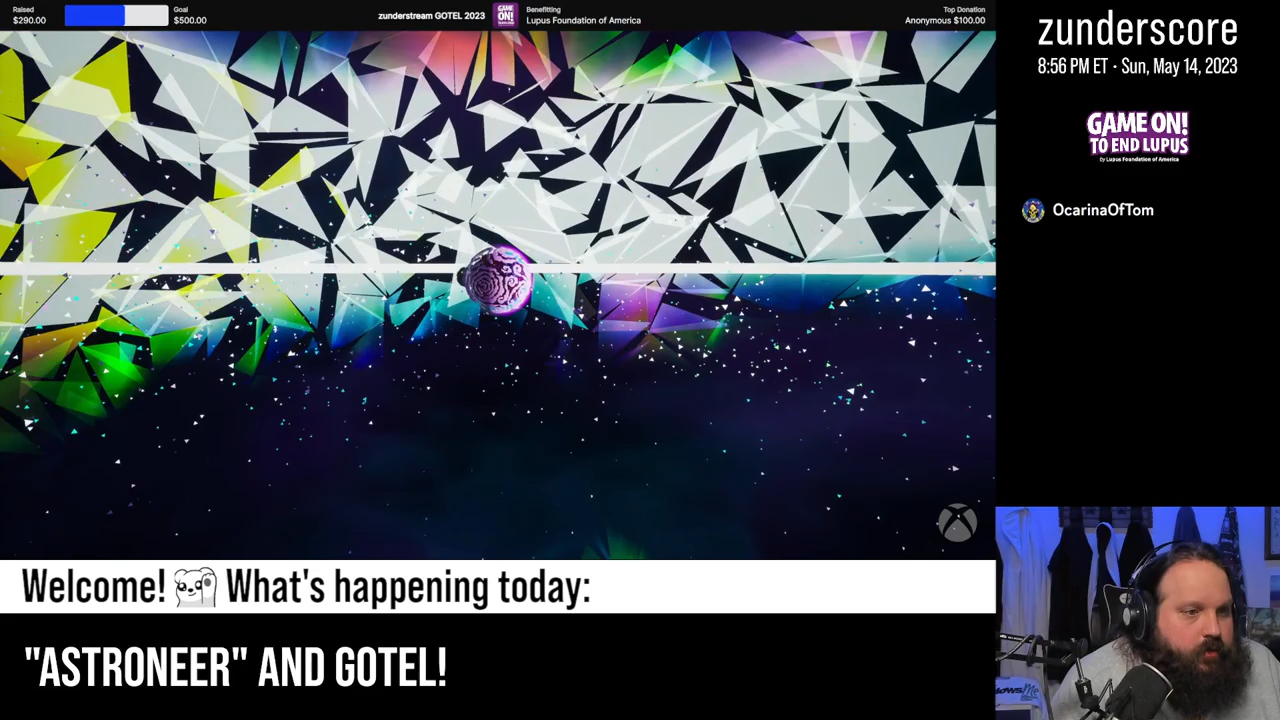 Raised
$290.00
Goal
$500.00
zunderstream GOTEL 2023
GAME ON!
Benefitting
Lupus Foundation of America
Top Donation
Anonymous $100.00
zunderscore
8:56 PM ET · Sun, May 14, 2023
GAME ON!
TO END LUPUS
By Lupus Foundation of America
OcarinaOfTom
Welcome! What's happening today:
"ASTRONEER" AND GOTEL!